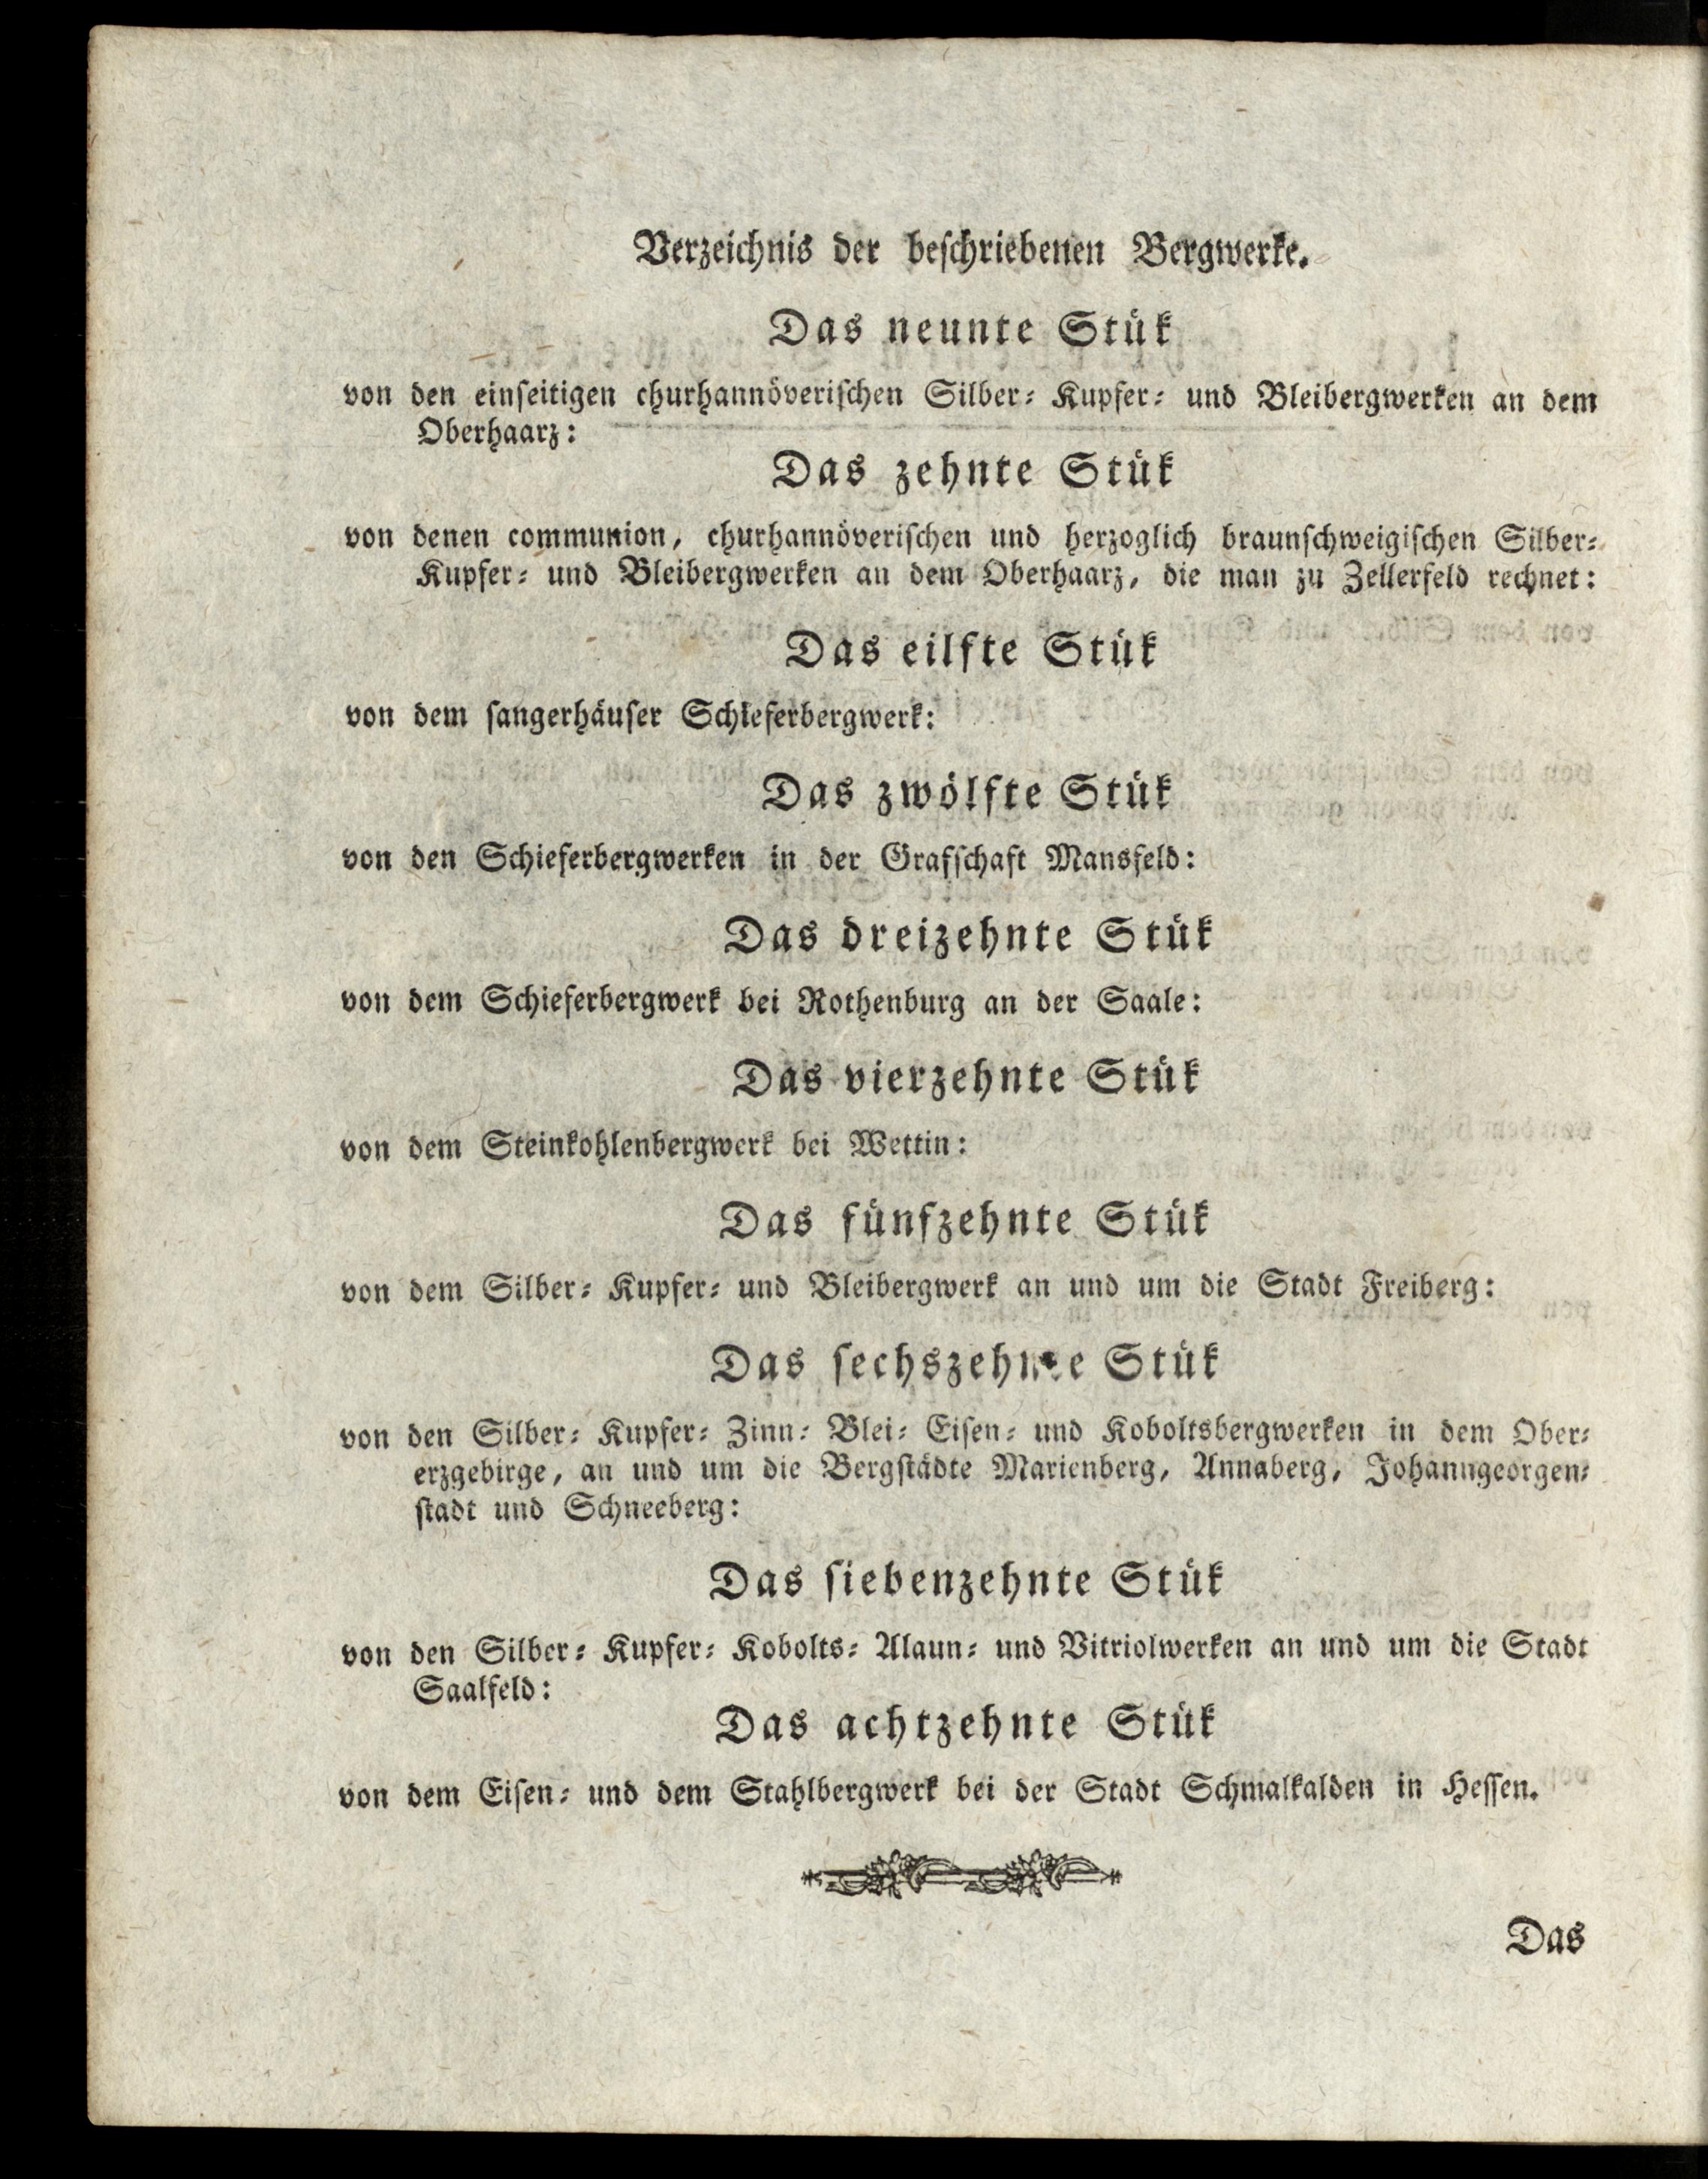 Verzeichnis der beschriebenen Bergwerke.
Das neunte Stük
von den einseitigen churhannöverischen Silber- Kupfer- und Bleibergwerken an dem
Oberhaarz:
Das zehnte Stük
von denen communion, churhannöverischen und herzoglich braunschweigischen Silber-
Kupfer- und Bleibergwerken an dem Oberhaarz, die man zu Zellerfeld rechnet:
Das eilfte Stük
von dem sangerhäuser Schieferbergwerk:
Das zwölfte Stük
von den Schieferbergwerken in der Grafschaft Mansfeld:
Das dreizehnte Stük
von dem Schieferbergwerk bei Rothenburg an der Saale:
Das vierzehnte Stük
von dem Steinkohlenbergwerk bei Wettin:
Das fünfzehnte Stük
von dem Silber- Kupfer- und Bleibergwerk an und um die Stadt Freiberg:
Das sechszehnte Stük
von den Silber- Kupfer- Zinn- Blei- Eisen- und Koboltsbergwerken in dem Ober-
erzgebirge, an und um die Bergstädte Marienberg, Annaberg, Johanngeorgen-
stadt und Schneeberg:
Das siebenzehnte Stük
von den Silber- Kupfer- Kobolts- Alaun- und Vitriolwerken an und um die Stadt
Saalfeld:
Das achtzehnte Stük
von dem Eisen- und dem Stahlbergwerk bei der Stadt Schmalkalden in Hessen.
Das